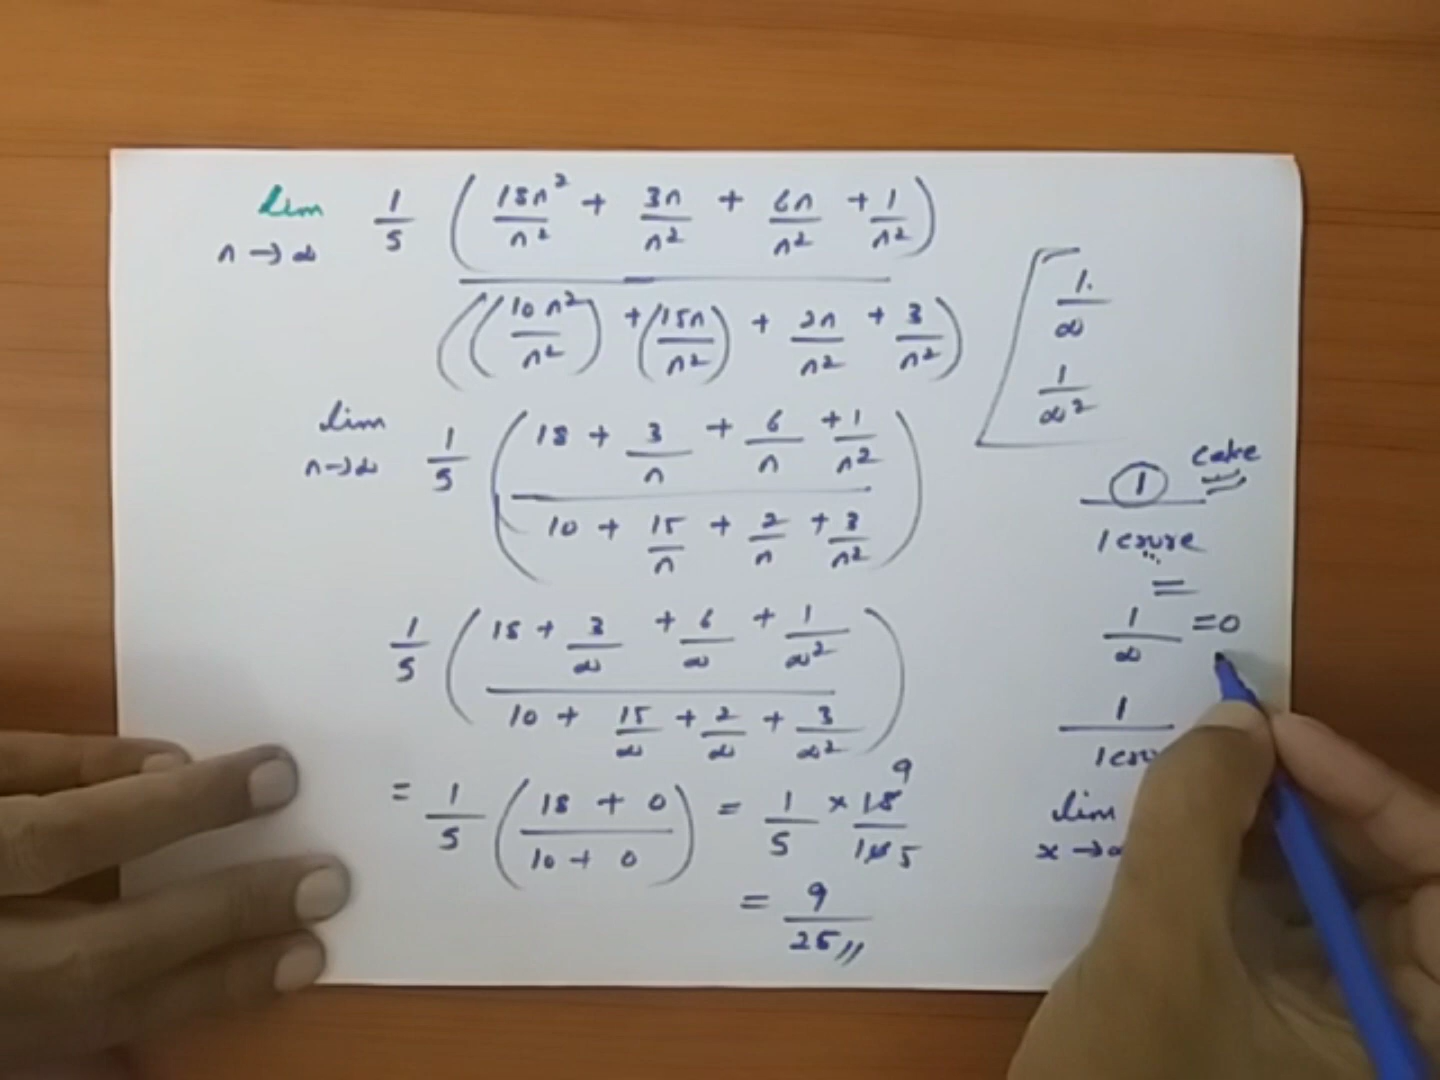 lim 1/5 (18n²/n² + 3n/n² + 6n/n² + 1/n²)
n→∞ ((10n²/n²) + (15n/n²) + 2n/n² + 3/n²)
1/∞
1/∞²
lim 1/5 (18 + 3/n + 6/n + 1/n²
n→∞ 10 + 15/n + 2/n + 3/n²)
1 cake
1 crore
=
1/5 (18 + 3/∞ + 6/∞ + 1/∞²
10 + 15/∞ + 2/∞ + 3/∞²)
1/∞ = 0
1
= 1/5 (18 + 0 / 10 + 0) = 1/5 × 18 9 / 10 5
lim
x→
= 9/25 //